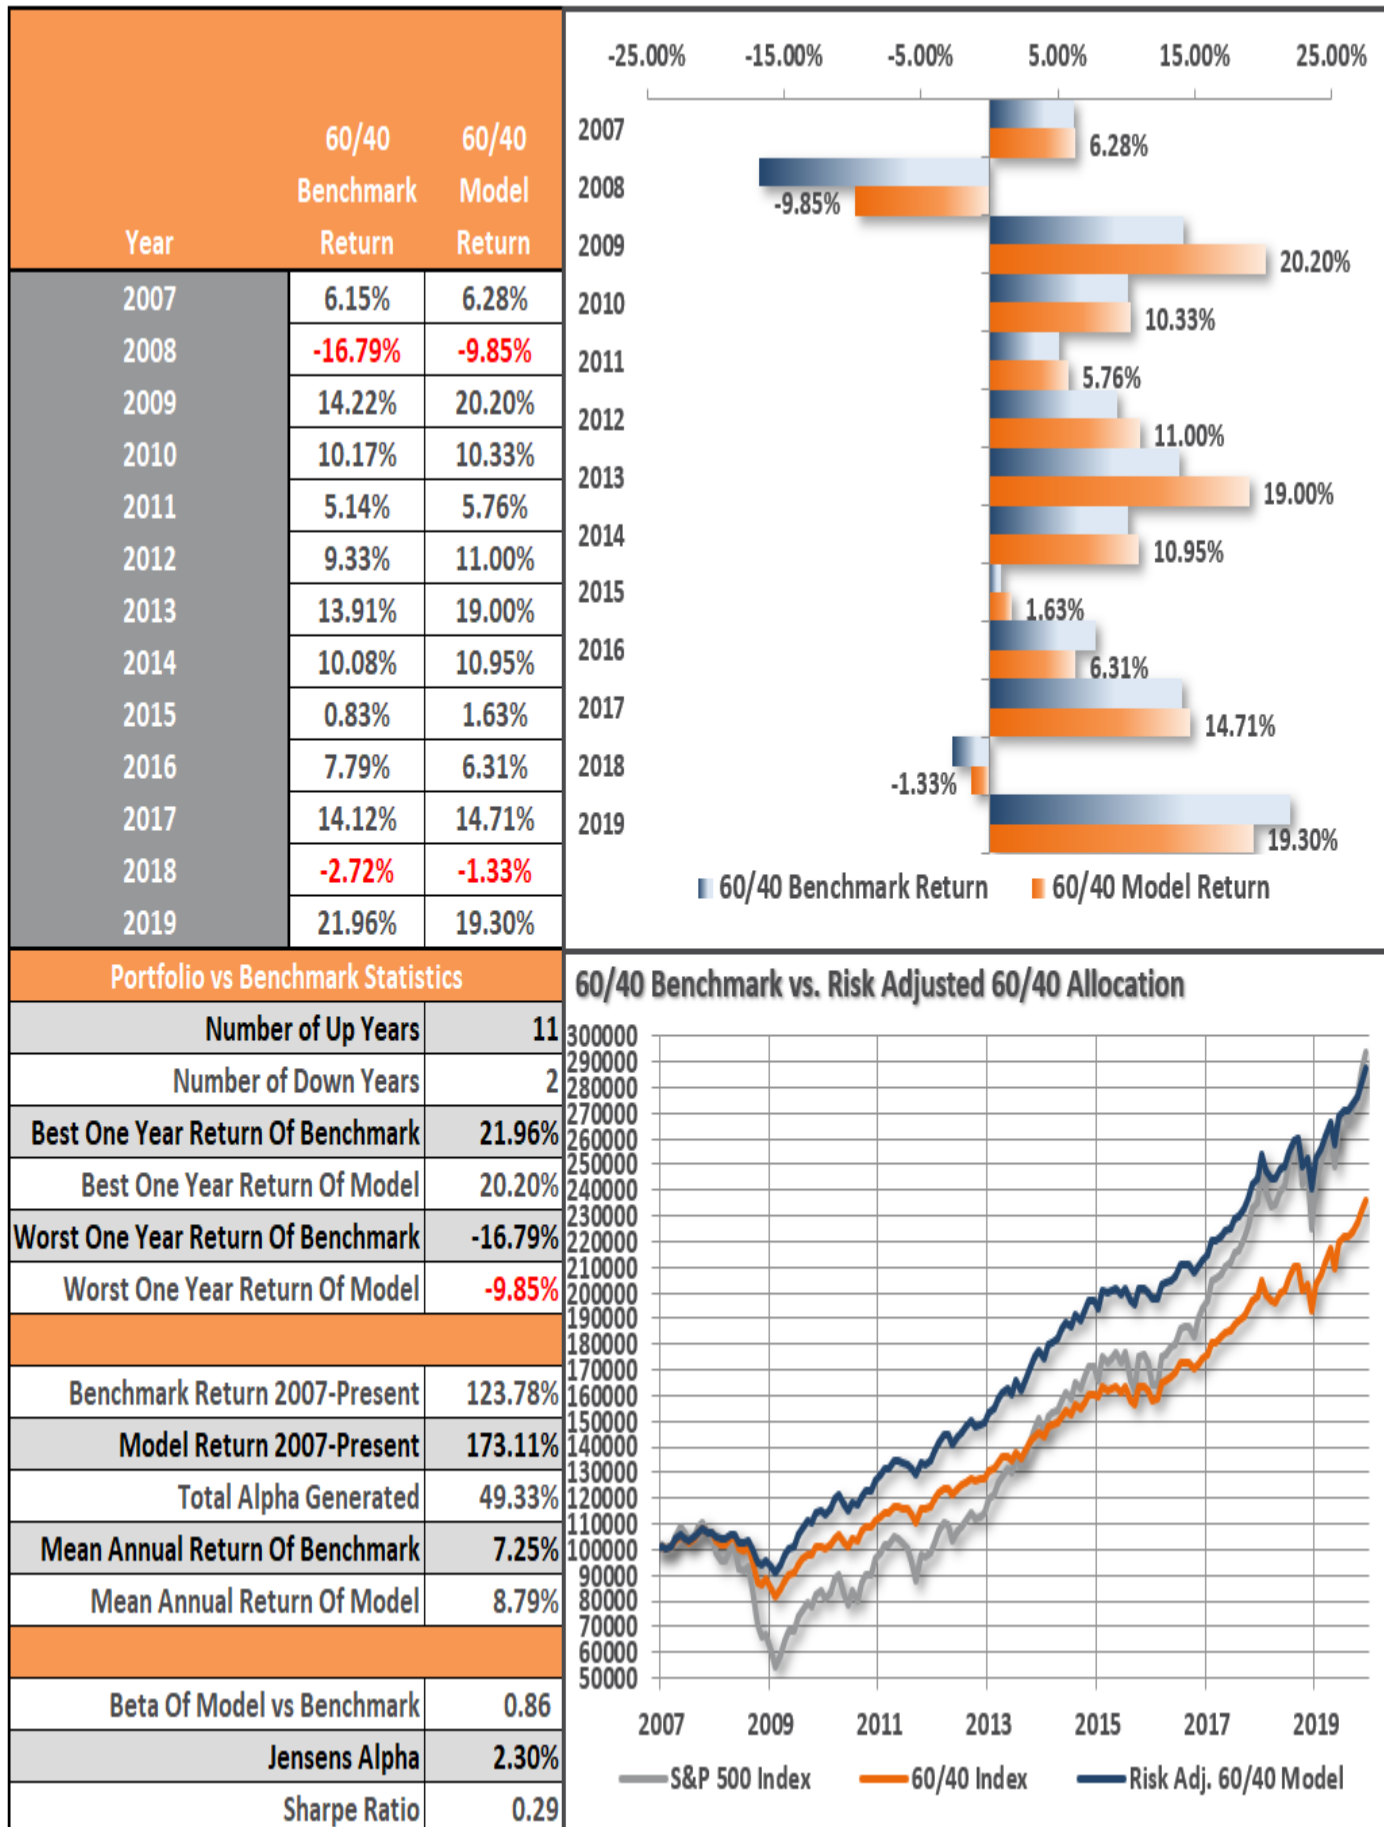 Year 60/40 Benchmark Return 60/40 Model Return
2007 6.15% 6.28%
2008 -16.79% -9.85%
2009 14.22% 20.20%
2010 10.17% 10.33%
2011 5.14% 5.76%
2012 9.33% 11.00%
2013 13.91% 19.00%
2014 10.08% 10.95%
2015 0.83% 1.63%
2016 7.79% 6.31%
2017 14.12% 14.71%
2018 -2.72% -1.33%
2019 21.96% 19.30%
Portfolio vs Benchmark Statistics
Number of Up Years 11
Number of Down Years 2
Best One Year Return Of Benchmark 21.96%
Best One Year Return Of Model 20.20%
Worst One Year Return Of Benchmark -16.79%
Worst One Year Return Of Model -9.85%
Benchmark Return 2007-Present 123.78%
Model Return 2007-Present 173.11%
Total Alpha Generated 49.33%
Mean Annual Return Of Benchmark 7.25%
Mean Annual Return Of Model 8.79%
Beta Of Model vs Benchmark 0.86
Jensens Alpha 2.30%
Sharpe Ratio 0.29
-25.00% -15.00% -5.00% 5.00% 15.00% 25.00%
2007 6.28%
2008 -9.85%
2009 20.20%
2010 10.33%
2011 5.76%
2012 11.00%
2013 19.00%
2014 10.95%
2015 1.63%
2016 6.31%
2017 14.71%
2018 -1.33%
2019 19.30%
60/40 Benchmark Return 60/40 Model Return
60/40 Benchmark vs. Risk Adjusted 60/40 Allocation
300000
290000
280000
270000
260000
250000
240000
230000
220000
210000
200000
190000
180000
170000
160000
150000
140000
130000
120000
110000
100000
90000
80000
70000
60000
50000
2007 2009 2011 2013 2015 2017 2019
S&P 500 Index 60/40 Index Risk Adj. 60/40 Model